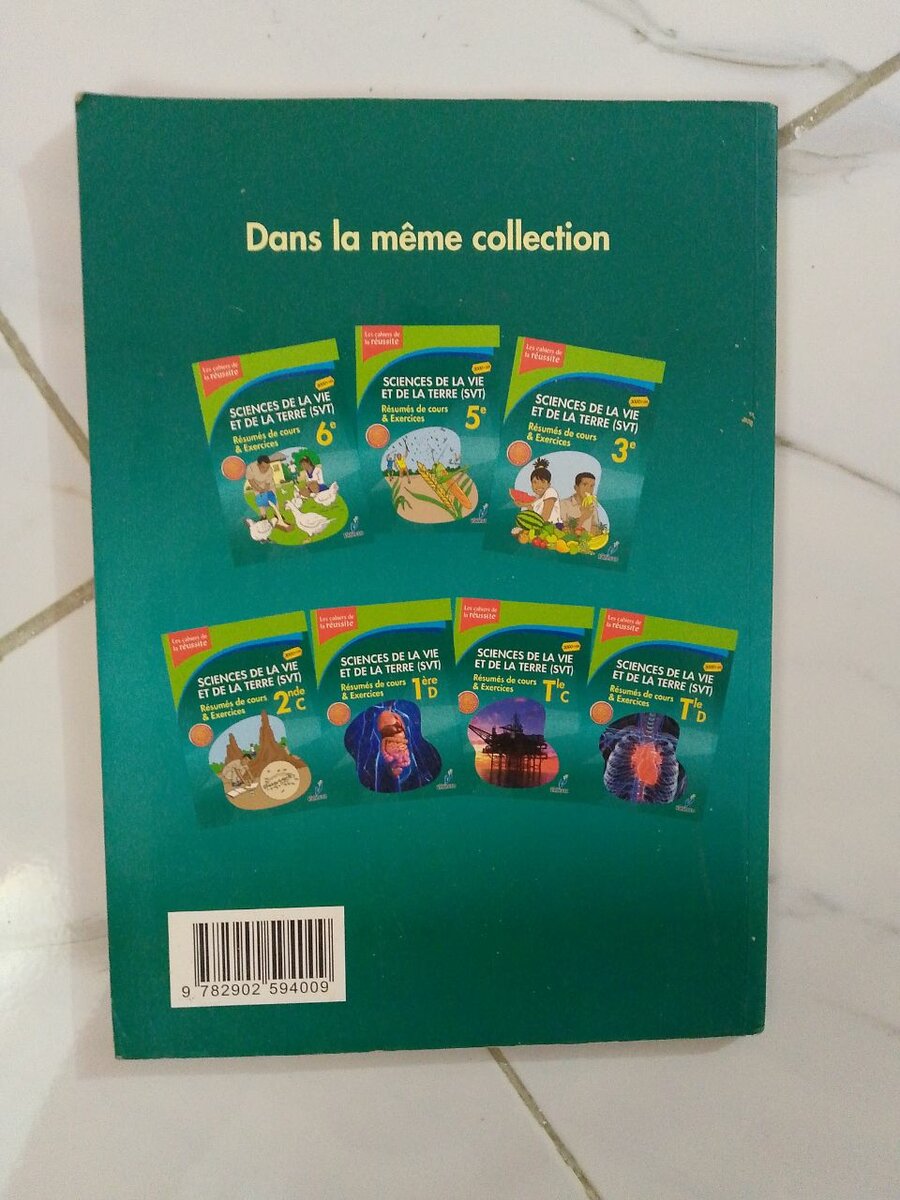 Dans la même collection
Les cahiers de
la réussite
SCIENCES DE LA VIE
ET DE LA TERRE (SVT)
Résumés de cours
& Exercices
6e
Les cahiers de
la réussite
SCIENCES DE LA VIE
ET DE LA TERRE (SVT)
Résumés de cours
& Exercices
5e
Les cahiers de
la réussite
SCIENCES DE LA VIE
ET DE LA TERRE (SVT)
Résumés de cours
& Exercices
3e
Les cahiers de
la réussite
SCIENCES DE LA VIE
ET DE LA TERRE (SVT)
Résumés de cours
& Exercices
2nde C
Les cahiers de
la réussite
SCIENCES DE LA VIE
ET DE LA TERRE (SVT)
Résumés de cours
& Exercices
1ère D
Les cahiers de
la réussite
SCIENCES DE LA VIE
ET DE LA TERRE (SVT)
Résumés de cours
& Exercices
Tle C
Les cahiers de
la réussite
SCIENCES DE LA VIE
ET DE LA TERRE (SVT)
Résumés de cours
& Exercices
Tle D
9 782902 594009